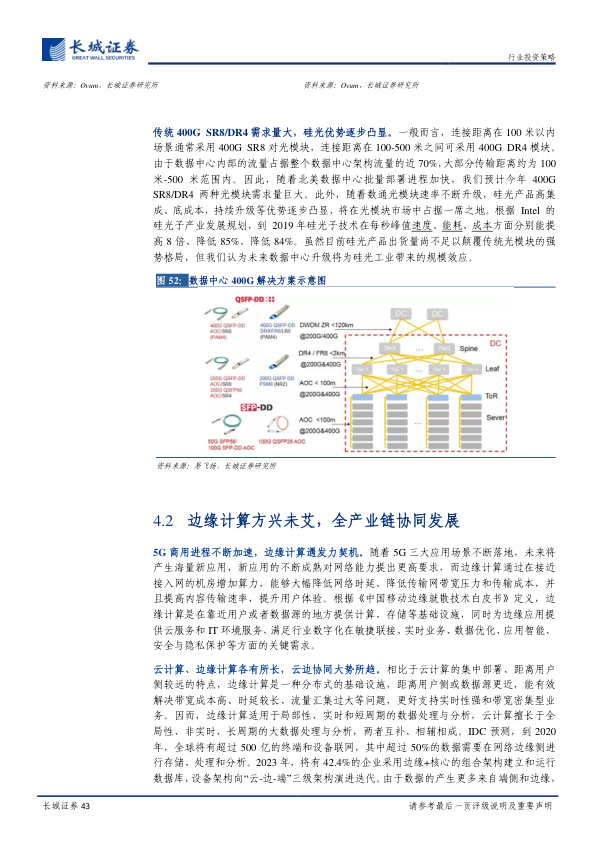 长城证券
GREAT WALL SECURITIES
行业投资策略
资料来源：Ovum、长城证券研究所
资料来源：Ovum、长城证券研究所
传统 400G SR8/DR4 需求量大，硅光优势逐步凸显。一般而言，连接距离在 100 米以内
场景通常采用 400G SR8 对光模块，连接距离在 100-500 米之间可采用 400G DR4 模块。
由于数据中心内部的流量占据整个数据中心架构流量的近 70%，大部分传输距离约为 100
米-500 米范围内。因此，随着北美数据中心批量部署进程加快，我们预计今年 400G
SR8/DR4 两种光模块需求量巨大。此外，随着数通光模块速率不断升级，硅光产品高集
成、底成本，持续升级等优势逐步凸显，将在光模块市场中占据一席之地。根据 Intel 的
硅光子产业发展规划，到 2019 年硅光子技术在每秒峰值速度、能耗、成本方面分别能提
高 8 倍、降低 85%、降低 84%。虽然目前硅光产品出货量尚不足以颠覆传统光模块的强
势格局，但我们认为未来数据中心升级将为硅光工业带来的规模效应。
图 52：数据中心 400G 解决方案示意图
QSFP-DD
400G QSFP-DD
AOC/SR8
(PAM4)
400G QSFP-DD
DR4/FR8/LR8
(PAM4)
DWDM ZR <120km
@200G/400G
DC
DC
DC
Spine
DR4 / FR8 <2km
@200G&400G
Leaf
200G QSFP-DD
AOC/SR8
200G QSFP56
AOC/SR4
200G QSFP DD
PSM8 (NRZ)
AOC < 100m
@200G&400G
ToR
SFP-DD
AOC <100m
@200G&400G
Sever
50G SFP56/
100G SFP-DD AOC
100G QSFP28 AOC
资料来源：易飞扬、长城证券研究所
4.2 边缘计算方兴未艾，全产业链协同发展
5G 商用进程不断加速，边缘计算遇发力契机。随着 5G 三大应用场景不断落地，未来将
产生海量新应用，新应用的不断成熟对网络能力提出更高要求，而边缘计算通过在接近
接入网的机房增加算力，能够大幅降低网络时延、降低传输网带宽压力和传输成本，并
且提高内容传输速率，提升用户体验。根据《中国移动边缘就散技术白皮书》定义，边
缘计算是在靠近用户或者数据源的地方提供计算、存储等基础设施，同时为边缘应用提
供云服务和 IT 环境服务，满足行业数字化在敏捷联接、实时业务、数据优化、应用智能、
安全与隐私保护等方面的关键需求。
云计算、边缘计算各有所长，云边协同大势所趋。相比于云计算的集中部署、距离用户
侧较远的特点，边缘计算是一种分布式的基础设施，距离用户侧或数据源更近，能有效
解决带宽成本高、时延较长、流量汇集过大等问题，更好支持实时性强和带宽密集型业
务。因而，边缘计算适用于局部性、实时和短周期的数据处理与分析，云计算擅长于全
局性、非实时、长周期的大数据处理与分析，两者互补、相辅相成。IDC 预测，到 2020
年，全球将有超过 500 亿的终端和设备联网，其中超过 50%的数据需要在网络边缘侧进
行存储、处理和分析。2023 年，将有 42.4%的企业采用边缘+核心的组合架构建立和运行
数据库，设备架构向“云-边-端”三级架构演进迭代。由于数据的产生更多来自端侧和边缘，
长城证券 43
请参考最后一页评级说明及重要声明